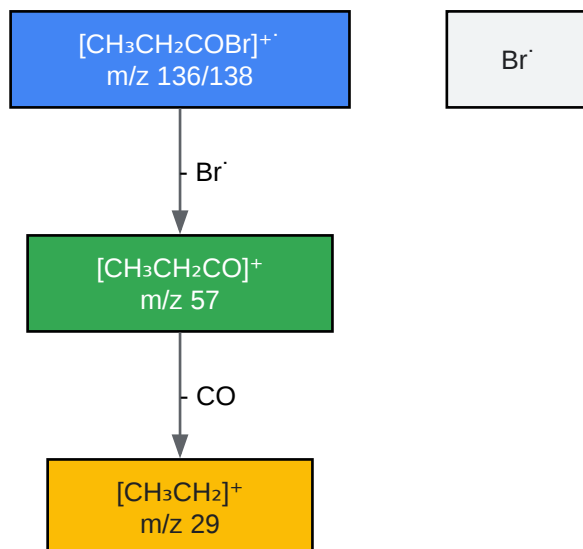 [CH₃CH₂COBr]⁺˙
m/z 136/138
Br˙
- Br˙
[CH₃CH₂CO]⁺
m/z 57
- CO
[CH₃CH₂]⁺
m/z 29